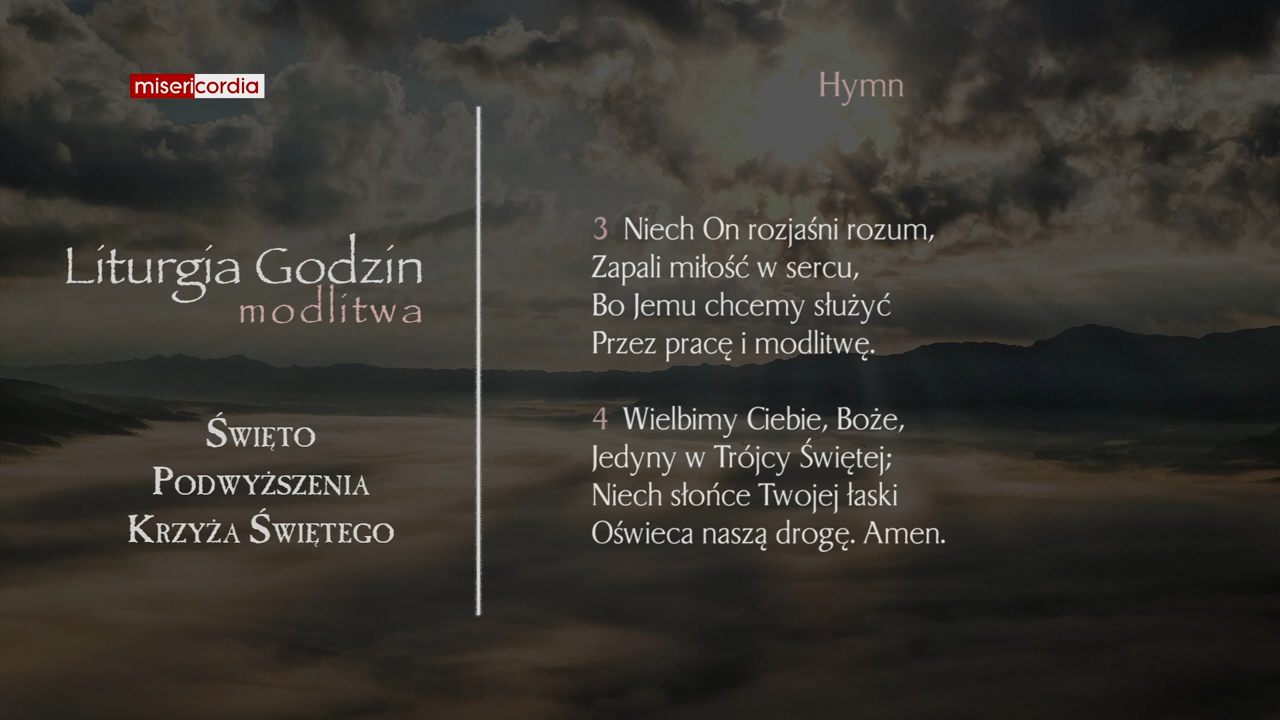 misericordia
Liturgia Godzin
modlitwa
Święto
Podwyższenia
Krzyża Świętego
Hymn
3 Niech On rozjaśni rozum,
Zapali miłość w sercu,
Bo Jemu chcemy służyć
Przez pracę i modlitwę.
4 Wielbimy Ciebie, Boże,
Jedyny w Trójcy Świętej;
Niech słońce Twojej łaski
Oświeca naszą drogę. Amen.